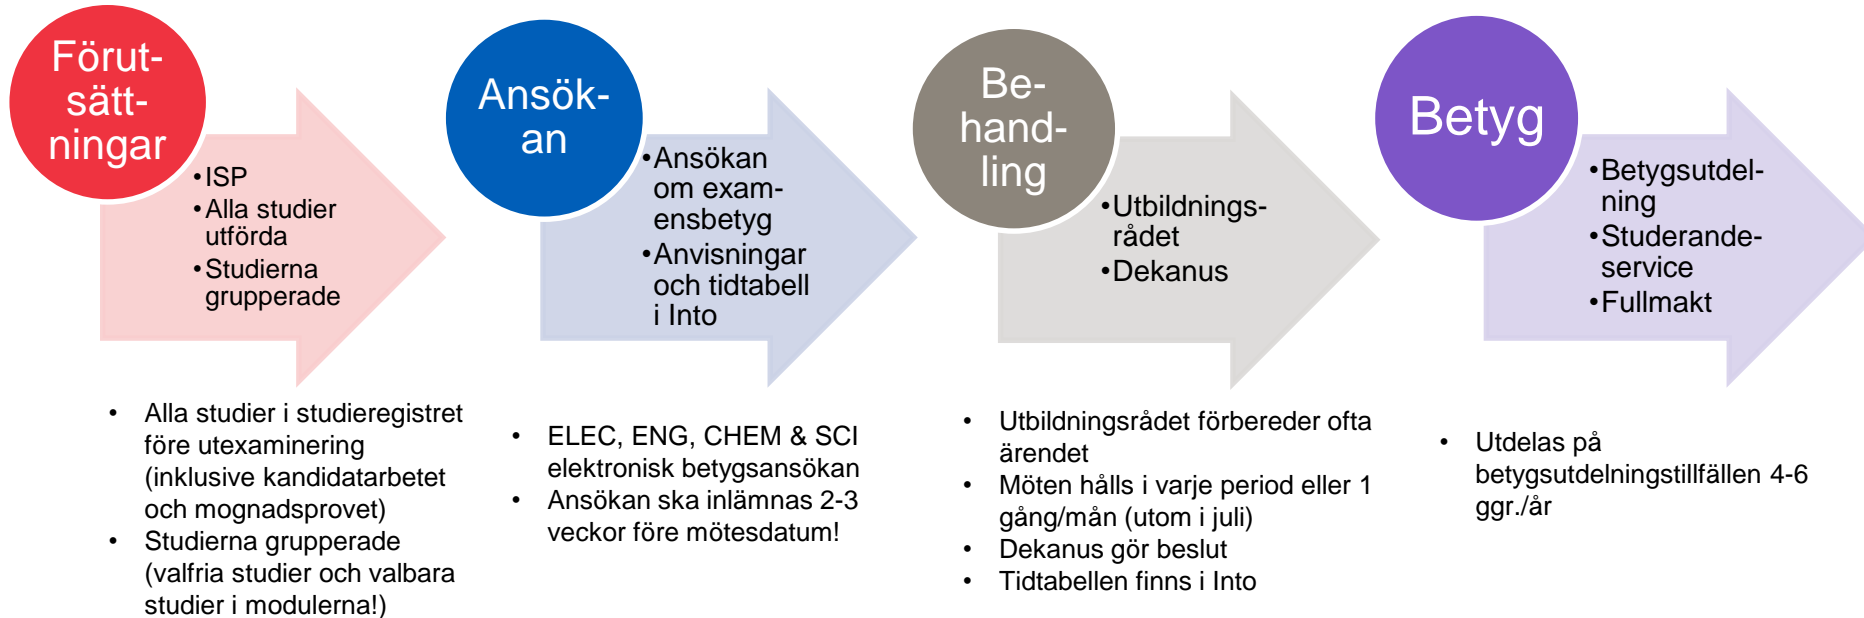 Förut-
sätt-
ningar
•ISP
•Alla studier
utförda
•Studierna
grupperade
• Alla studier i studieregistret
före utexaminering
(inklusive kandidatarbetet
och mognadsprovet)
• Studierna grupperade
(valfria studier och valbara
studier i modulerna!)
Ansök-
an
•Ansökan
om exam-
ensbetyg
•Anvisningar
och tidtabell
i Into
• ELEC, ENG, CHEM & SCI
elektronisk betygsansökan
• Ansökan ska inlämnas 2-3
veckor före mötesdatum!
Be-
hand-
ling
•Utbildnings-
rådet
•Dekanus
• Utbildningsrådet förbereder ofta
ärendet
• Möten hålls i varje period eller 1
gång/mån (utom i juli)
• Dekanus gör beslut
• Tidtabellen finns i Into
Betyg
•Betygsutdel-
ning
•Studerande-
service
•Fullmakt
• Utdelas på
betygsutdelningstillfällen 4-6
ggr./år